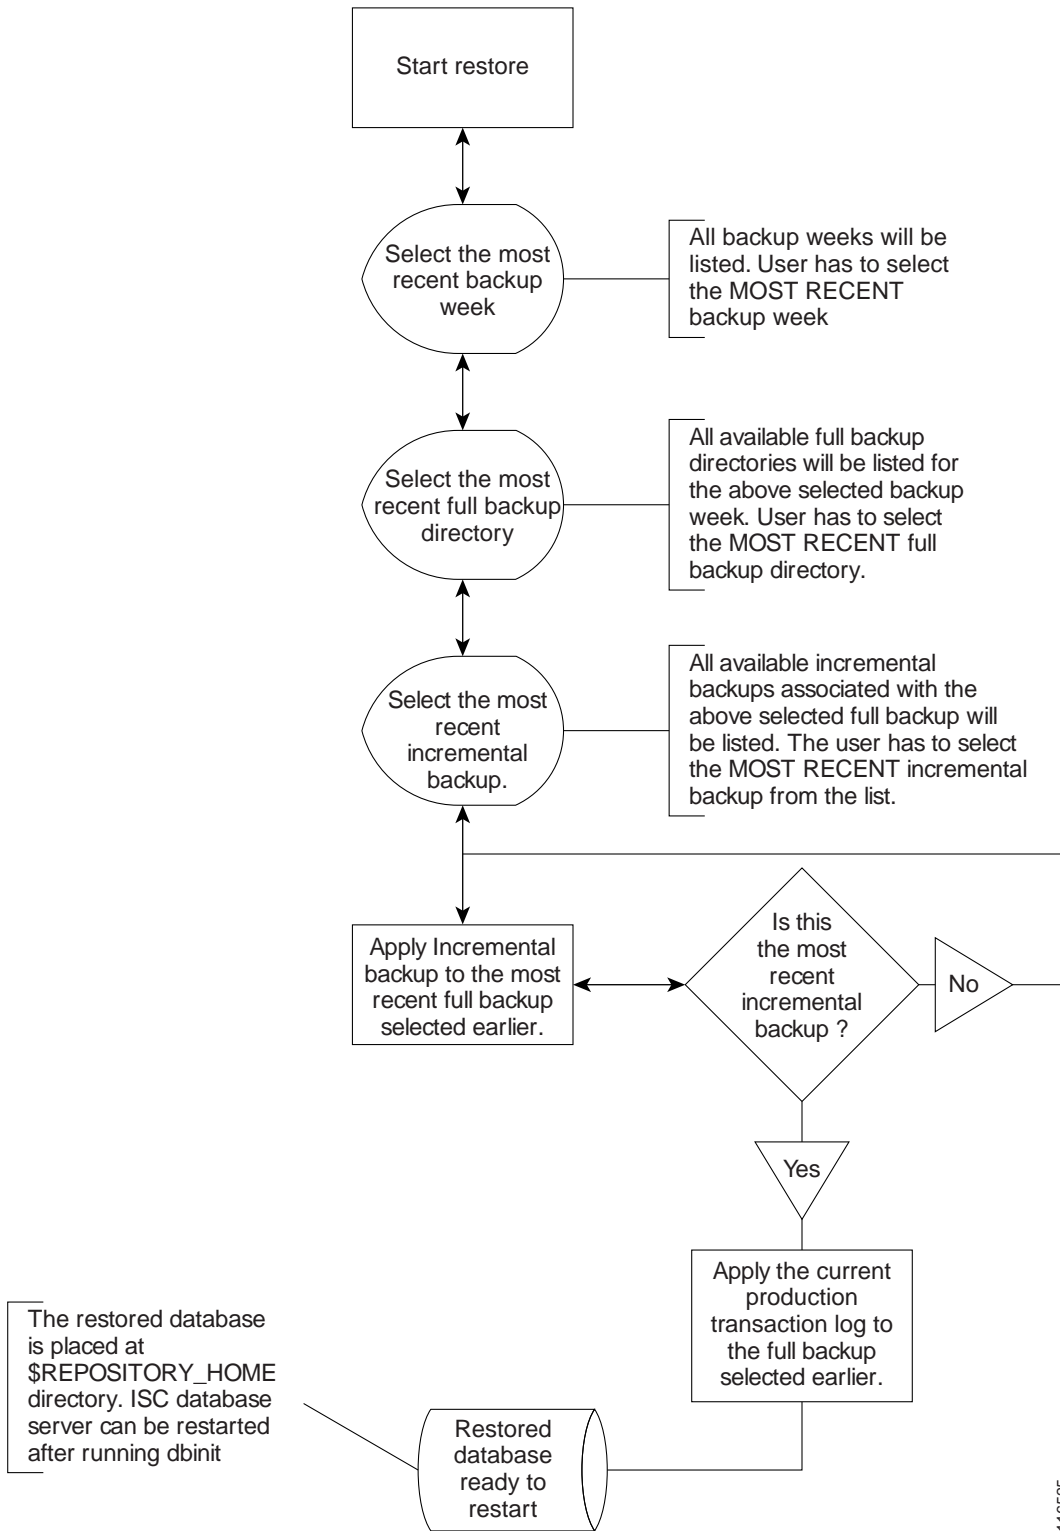 Start restore
Select the most
recent backup
week
All backup weeks will be
listed. User has to select
the MOST RECENT
backup week
Select the most
recent full backup
directory
All available full backup
directories will be listed for
the above selected backup
week. User has to select
the MOST RECENT full
backup directory.
Select the most
recent
incremental
backup.
All available incremental
backups associated with the
above selected full backup will
be listed. The user has to select
the MOST RECENT incremental
backup from the list.
Apply Incremental
backup to the most
recent full backup
selected earlier.
Is this
the most
recent
incremental
backup ?
No
Yes
Apply the current
production
transaction log to
the full backup
selected earlier.
The restored database
is placed at
$REPOSITORY_HOME
directory. ISC database
server can be restarted
after running dbinit
Restored
database
ready to
restart